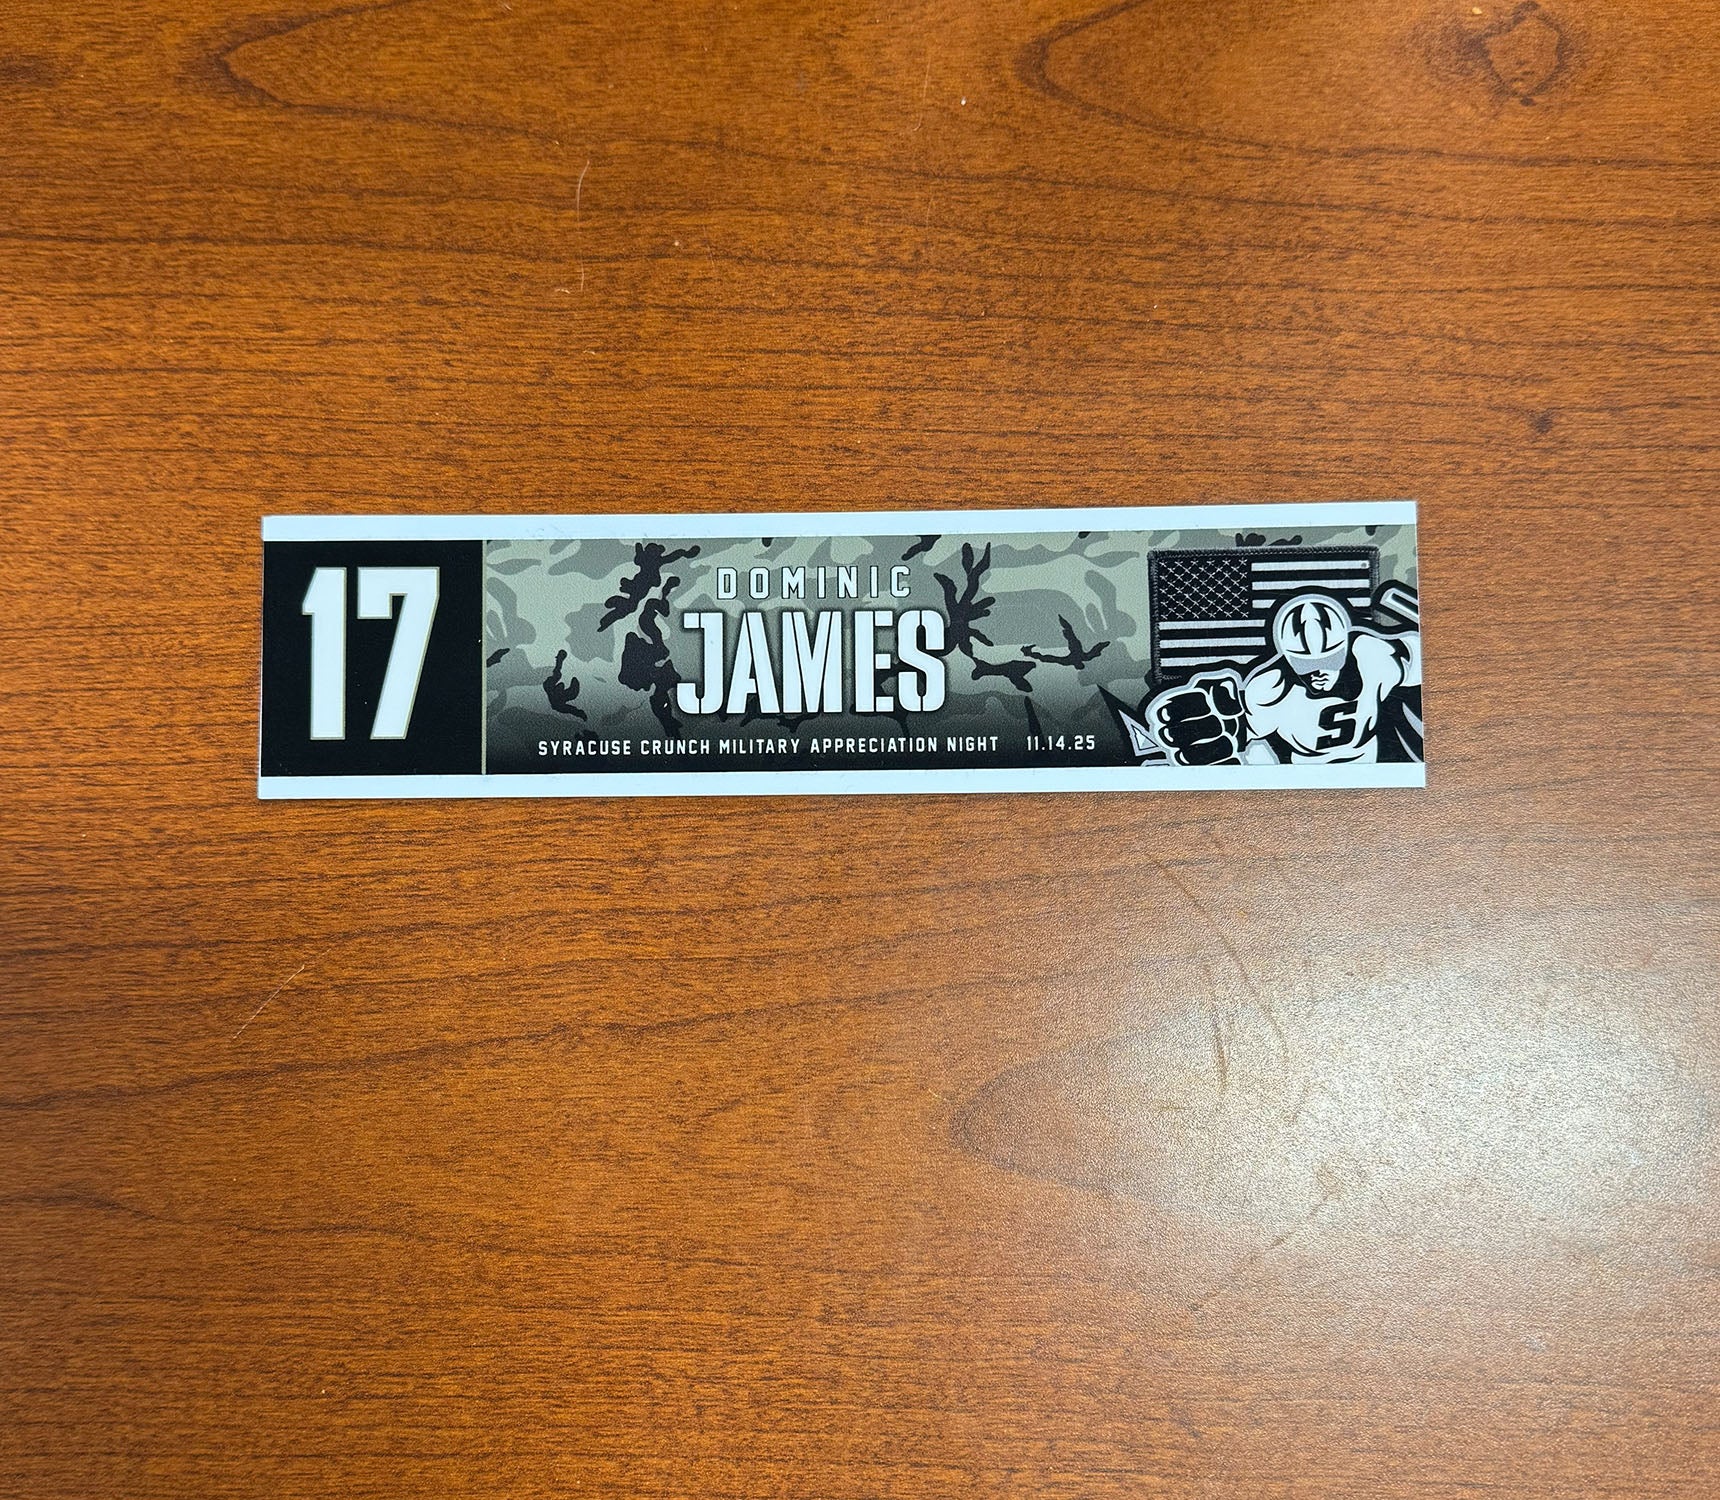 17
DOMINIC
JAMES
SYRACUSE CRUNCH MILITARY APPRECIATION NIGHT 11.14.25
S